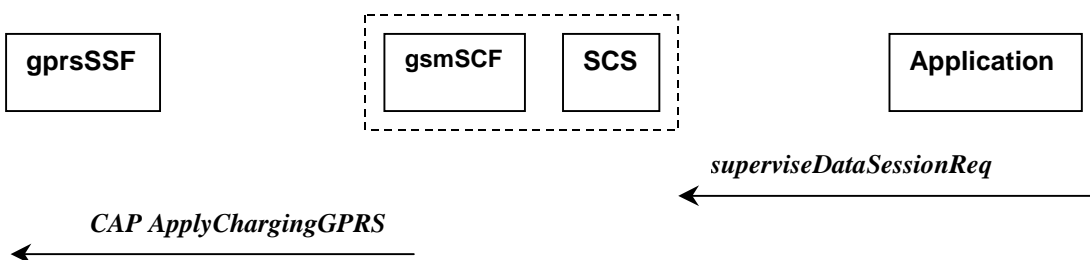 gprsSSF gsmSCF SCS Application
superviseDataSessionReq
CAP ApplyChargingGPRS